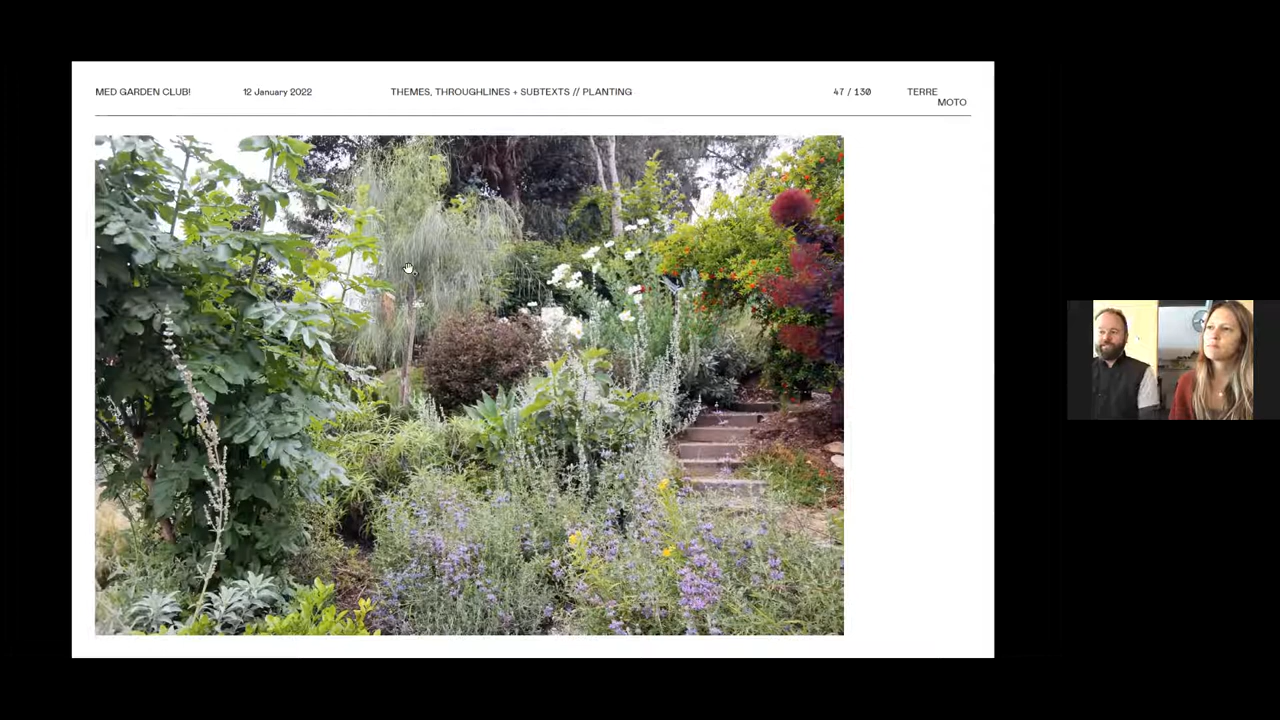 MED GARDEN CLUB!
12 January 2022
THEMES, THROUGHLINES + SUBTEXTS // PLANTING
47 / 130
TERRE
MOTO